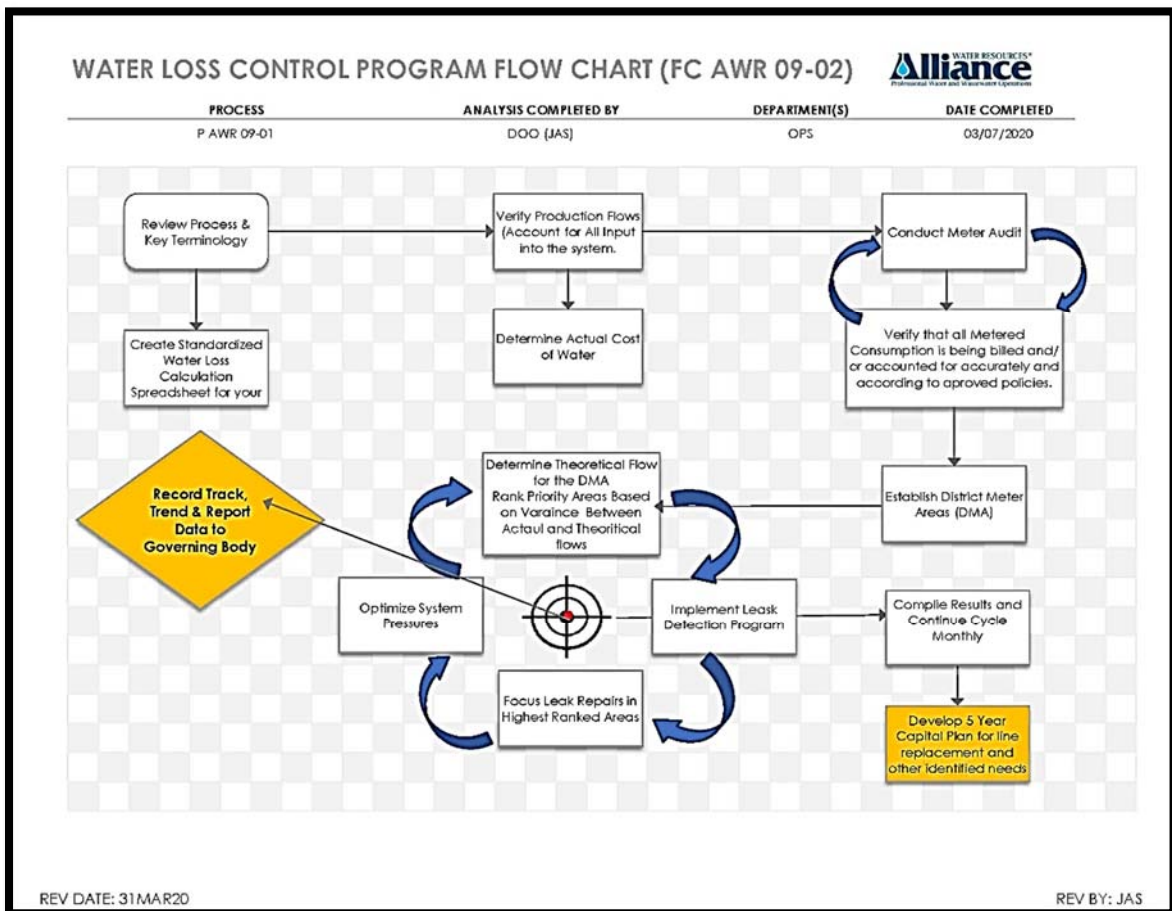 WATER LOSS CONTROL PROGRAM FLOW CHART (FC AWR 09-02)
WATER RESOURCES
Alliance
Professional Water and Wastewater Operations
PROCESS
ANALYSIS COMPLETED BY
DEPARTMENT(S)
DATE COMPLETED
P AWR 09-01
DOO (JAS)
OPS
03/07/2020
Review Process &
Key Terminology
Verify Production Flows
(Account for All Input
into the system.
Conduct Meter Audit
Create Standardized
Water Loss
Calculation
Spreadsheet for your
Determine Actual Cost
of Water
Verify that all Metered
Consumption is being billed and/
or accounted for accurately and
according to aproved policies.
Record Track,
Trend & Report
Data to
Governing Body
Determine Theoretical Flow
for the DMA
Rank Priority Areas Based
on Varaince Between
Actaul and Theoritical
flows
Establish District Meter
Areas (DMA)
Optimize System
Pressures
Implement Leask
Detection Program
Compile Results and
Continue Cycle
Monthly
Focus Leak Repairs in
Highest Ranked Areas
Develop 5 Year
Capital Plan for line
replacement and
other identified needs
REV DATE: 31MAR20
REV BY: JAS